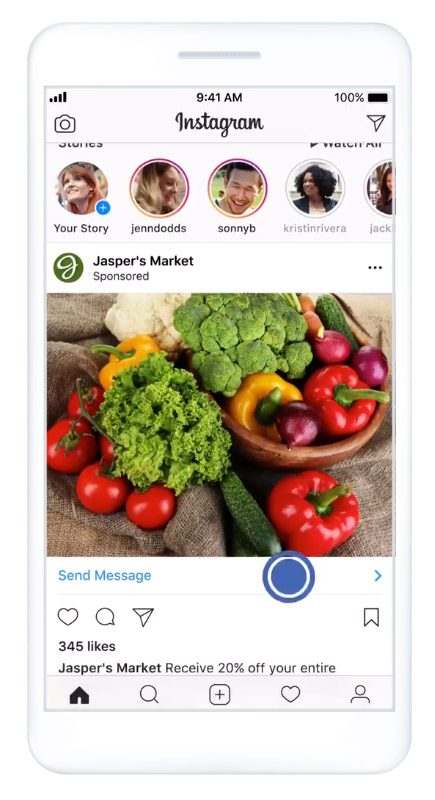 9:41 AM 100%
Instagram
Stories ▶ Watch All
Your Story jenndodds sonnyb kristinrivera jack
Jasper's Market
Sponsored
Send Message
345 likes
Jasper's Market Receive 20% off your entire